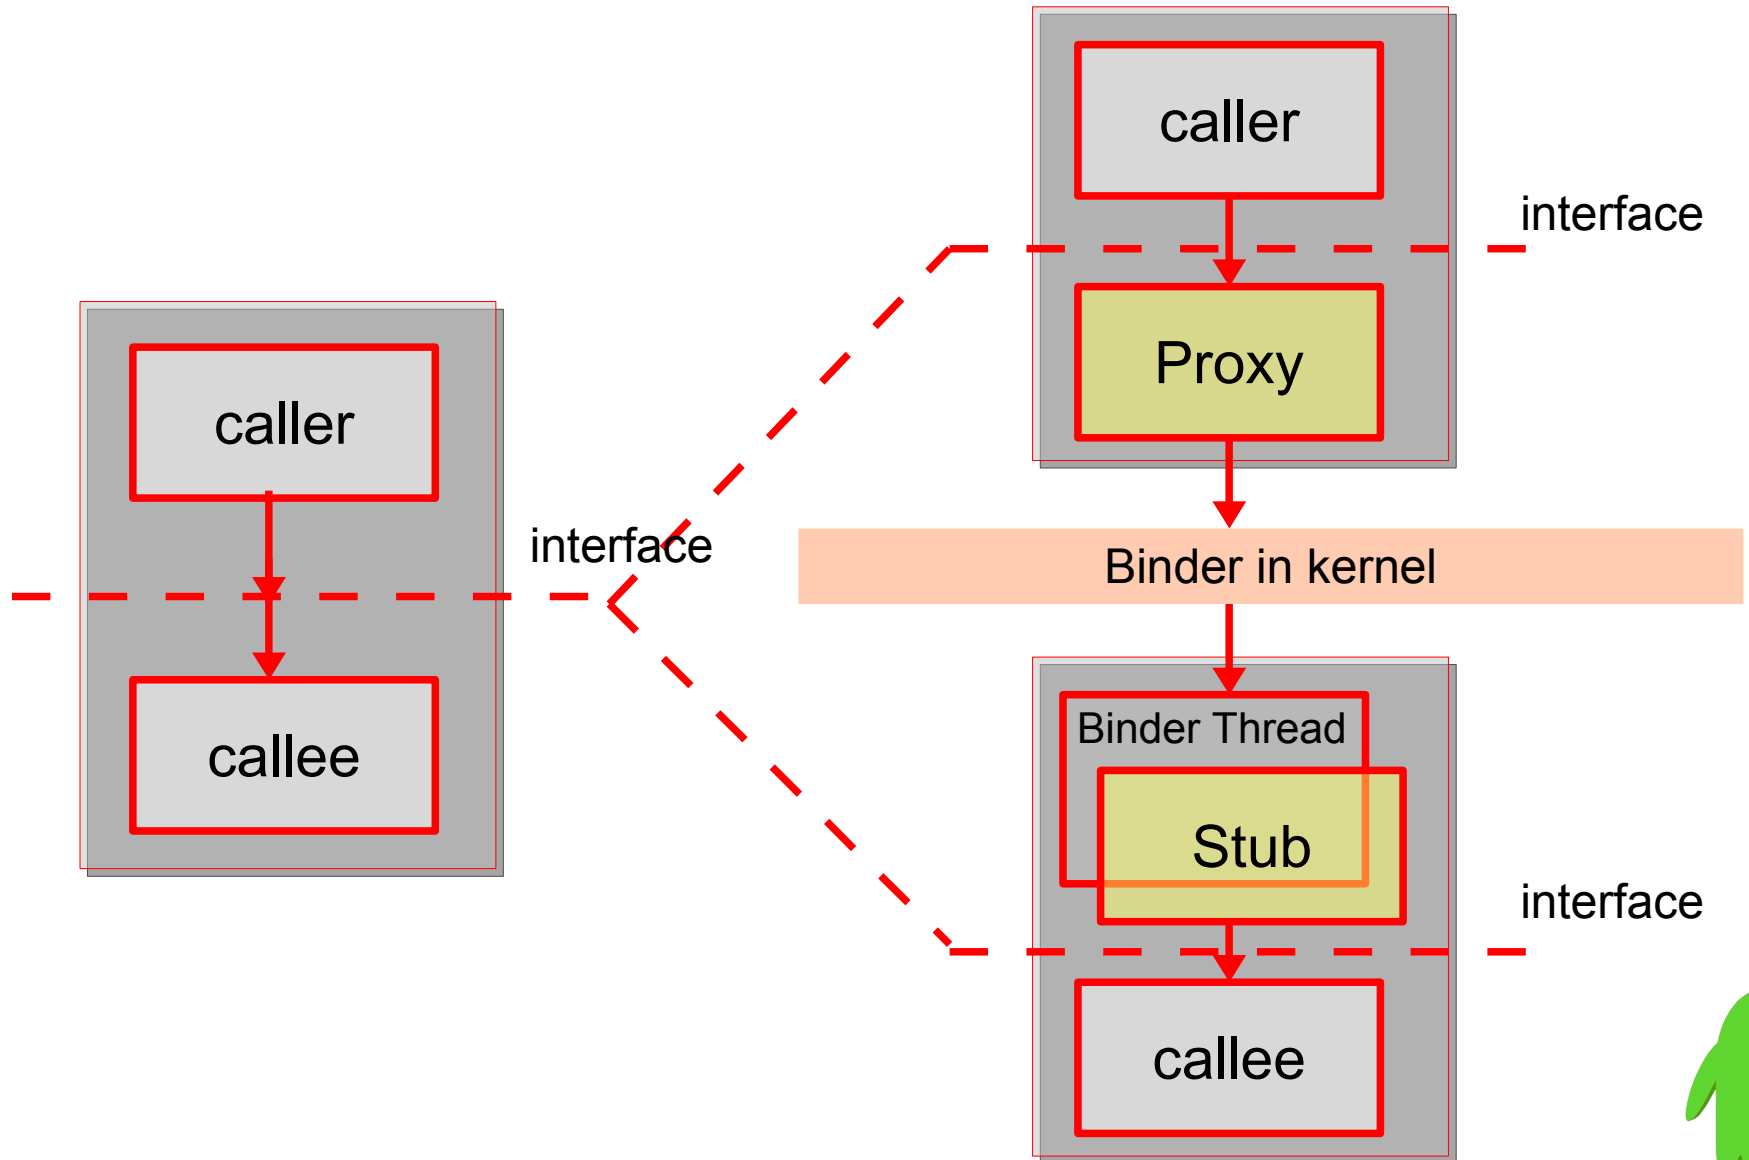 caller
interface
callee
caller
interface
Proxy
Binder in kernel
Binder Thread
Stub
interface
callee